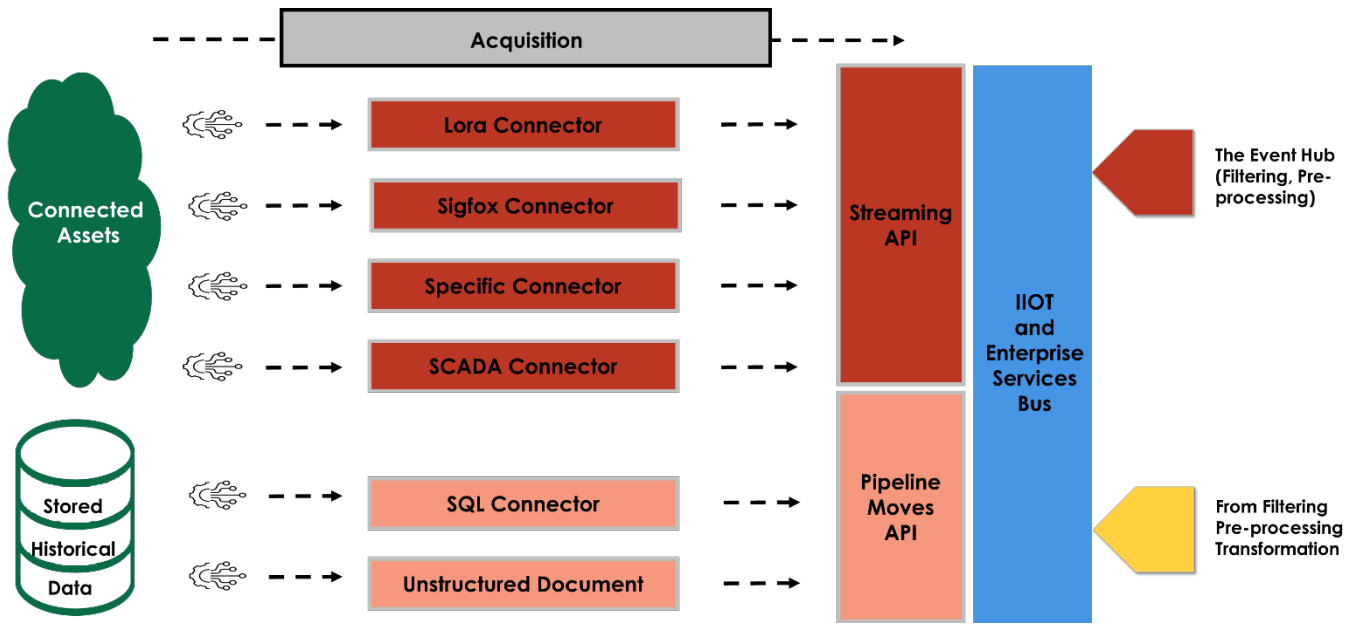 Acquisition
Connected
Assets
Lora Connector
Sigfox Connector
Specific Connector
SCADA Connector
Streaming
API
IIOT
and
Enterprise
Services
Bus
The Event Hub
(Filtering, Pre-
processing)
Stored
Historical
Data
SQL Connector
Unstructured Document
Pipeline
Moves
API
From Filtering
Pre-processing
Transformation